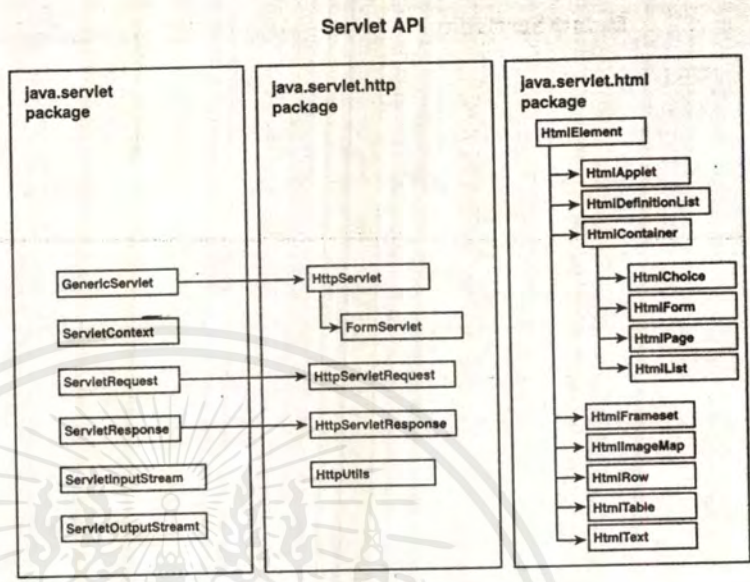 Servlet API
java.servlet
package
GenericServlet
ServletContext
ServletRequest
ServletResponse
ServletInputStream
ServletOutputStreamt
java.servlet.http
package
HttpServlet
FormServlet
HttpServletRequest
HttpServletResponse
HttpUtils
java.servlet.html
package
HtmlElement
HtmlApplet
HtmlDefinitionList
HtmlContainer
HtmlChoice
HtmlForm
HtmlPage
HtmlList
HtmlFrameset
HtmlImageMap
HtmlRow
HtmlTable
HtmlText